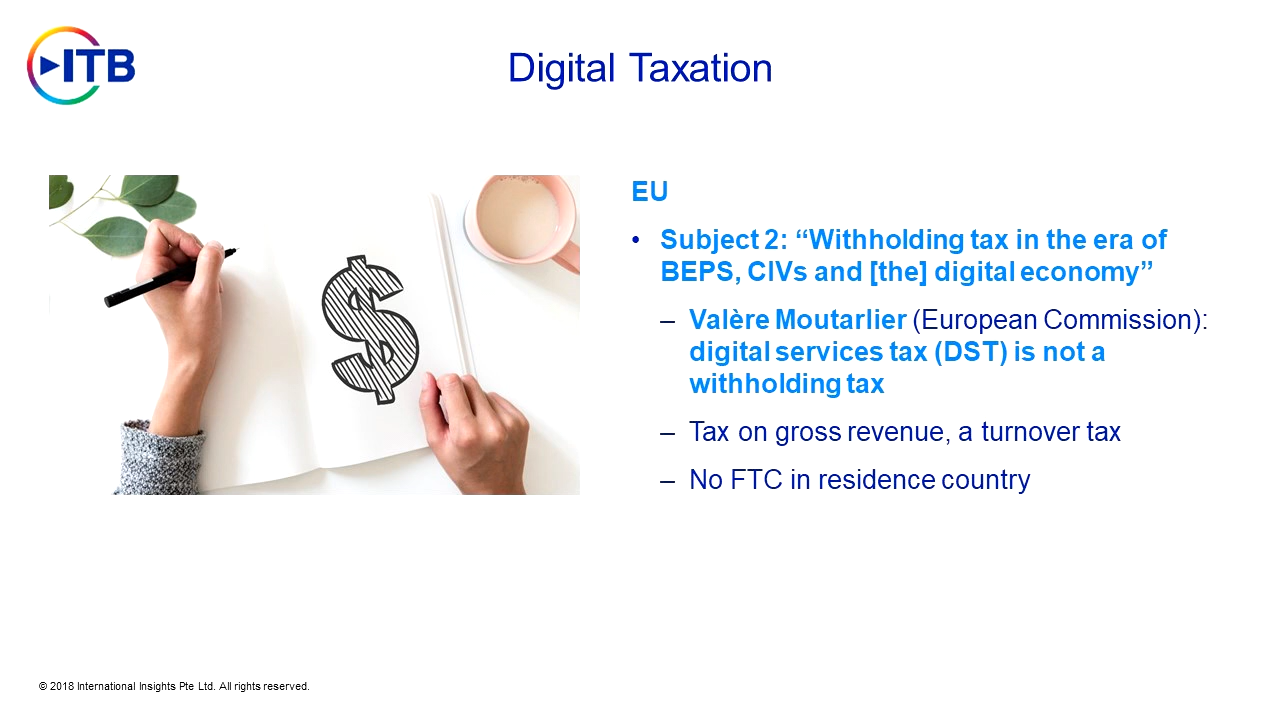 ITB
Digital Taxation
EU
• Subject 2: “Withholding tax in the era of
BEPS, CIVs and [the] digital economy”
– Valère Moutarlier (European Commission):
digital services tax (DST) is not a
withholding tax
– Tax on gross revenue, a turnover tax
– No FTC in residence country
$
© 2018 International Insights Pte Ltd. All rights reserved.